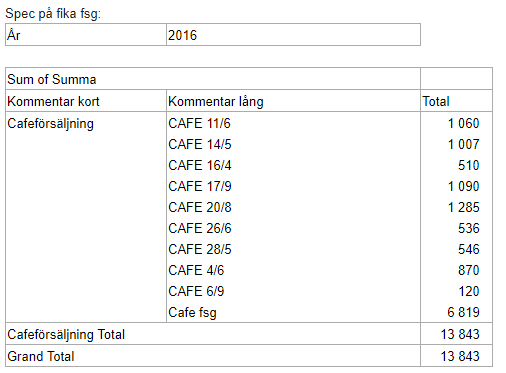 Spec på fika fsg:
År 2016
Sum of Summa
Kommentar kort Kommentar lång Total
Cafeförsäljning CAFE 11/6 1 060
CAFE 14/5 1 007
CAFE 16/4 510
CAFE 17/9 1 090
CAFE 20/8 1 285
CAFE 26/6 536
CAFE 28/5 546
CAFE 4/6 870
CAFE 6/9 120
Cafe fsg 6 819
Cafeförsäljning Total 13 843
Grand Total 13 843